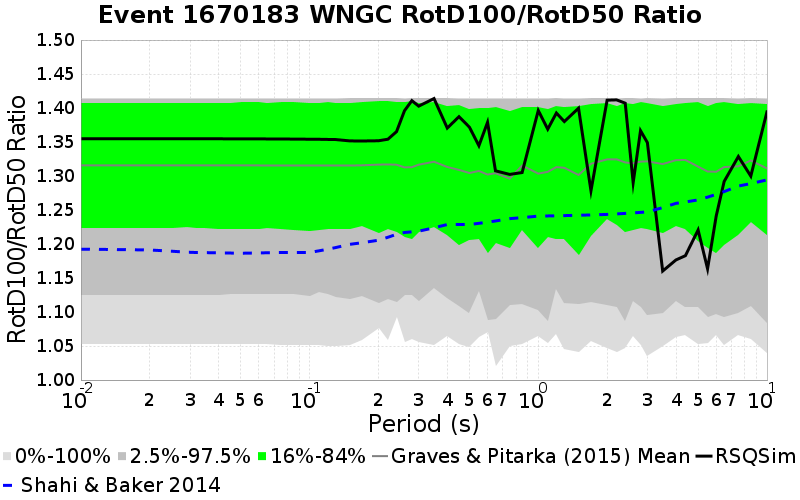 Event 1670183 WNGC RotD100/RotD50 Ratio
RotD100/RotD50 Ratio
1.50
1.45
1.40
1.35
1.30
1.25
1.20
1.15
1.10
1.05
1.00
10-2 2 3 4 5 6 10-1 2 3 4 5 6 7 100 2 3 4 5 6 7 101
Period (s)
0%-100% 2.5%-97.5% 16%-84% Graves & Pitarka (2015) Mean RSQSim
Shahi & Baker 2014